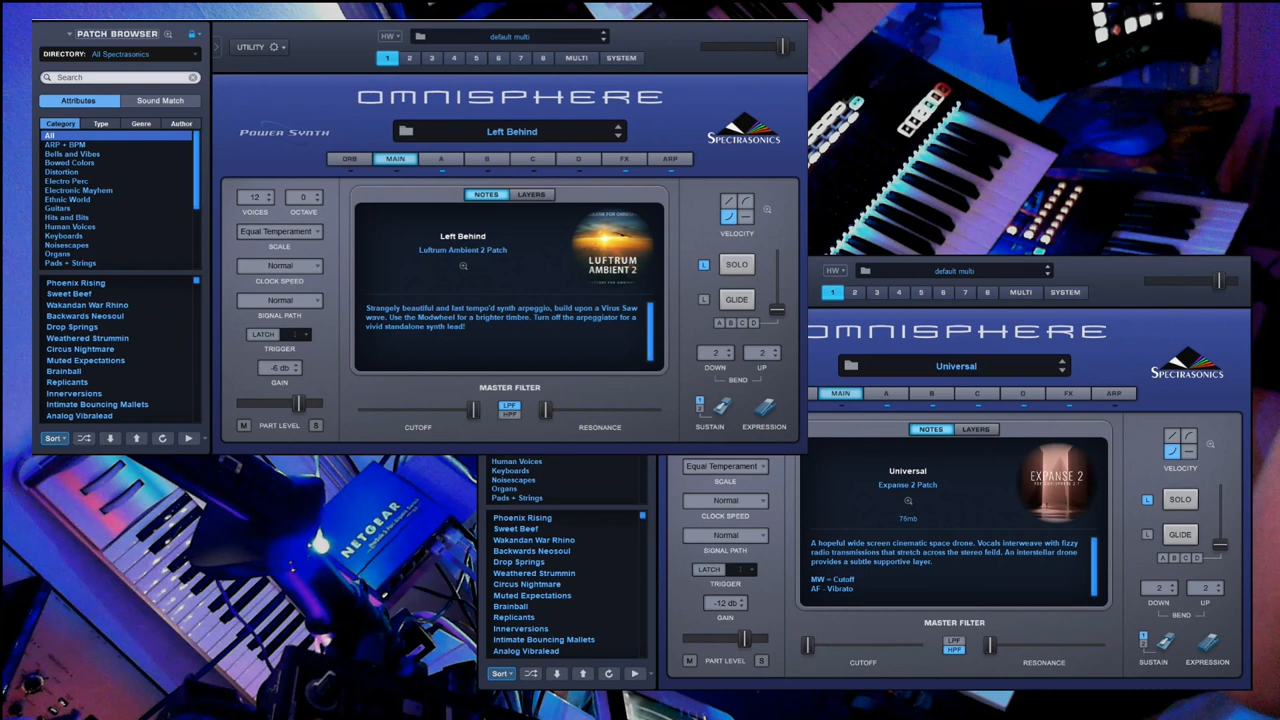 PATCH BROWSER
DIRECTORY: All Spectrasonics
Search
Attributes Sound Match
Category Type Genre Author
All
ARP + BPM
Bells and Vibes
Bowed Colors
Distortion
Electro Perc
Electronic Mayhem
Ethnic World
Guitars
Hits and Bits
Human Voices
Keyboards
Noisescapes
Organs
Pads + Strings
Phoenix Rising
Sweet Beef
Wakandan War Rhino
Backwards Neosoul
Drop Springs
Weathered Strummin
Circus Nightmare
Muted Expectations
Brainball
Replicants
Innerversions
Intimate Bouncing Mallets
Analog Vibralead
Sort
UTILITY
HW
default multi
1 2 3 4 5 6 7 8 MULTI SYSTEM
OMNISPHERE
POWER SYNTH
Left Behind
SPECTRASONICS
ORB MAIN A B C D FX ARP
12 0
VOICES OCTAVE
Equal Temperament
SCALE
Normal
CLOCK SPEED
Normal
SIGNAL PATH
LATCH
TRIGGER
-6 db
GAIN
M PART LEVEL S
NOTES LAYERS
Left Behind
Luftrum Ambient 2 Patch
LUFTRUM
AMBIENT 2
Strangely beautiful and fast tempo'd synth arpeggio, build upon a Virus Saw
wave. Use the Modwheel for a brighter timbre. Turn off the arpeggiator for a
vivid standalone synth lead!
MASTER FILTER
LPF
HPF
CUTOFF RESONANCE
VELOCITY
L SOLO
L GLIDE
A B C D
2 2
DOWN UP
BEND
1
2
SUSTAIN EXPRESSION
HW
default multi
1 2 3 4 5 6 7 8 MULTI SYSTEM
OMNISPHERE
Universal
SPECTRASONICS
MAIN A B C D FX ARP
Human Voices
Keyboards
Noisescapes
Organs
Pads + Strings
Phoenix Rising
Sweet Beef
Wakandan War Rhino
Backwards Neosoul
Drop Springs
Weathered Strummin
Circus Nightmare
Muted Expectations
Brainball
Replicants
Innerversions
Intimate Bouncing Mallets
Analog Vibralead
Sort
Equal Temperament
SCALE
Normal
CLOCK SPEED
Normal
SIGNAL PATH
LATCH
TRIGGER
-12 db
GAIN
M PART LEVEL S
NOTES LAYERS
Universal
Expanse 2 Patch
76mb
EXPANSE 2
A hopeful wide screen cinematic space drone. Vocals interweave with fizzy
radio transmissions that stretch across the stereo feild. An interstellar drone
provides a subtle supportive layer.
MW = Cutoff
AF - Vibrato
MASTER FILTER
LPF
HPF
CUTOFF RESONANCE
VELOCITY
L SOLO
L GLIDE
A B C D
2 2
DOWN UP
BEND
1
2
SUSTAIN EXPRESSION
NETGEAR